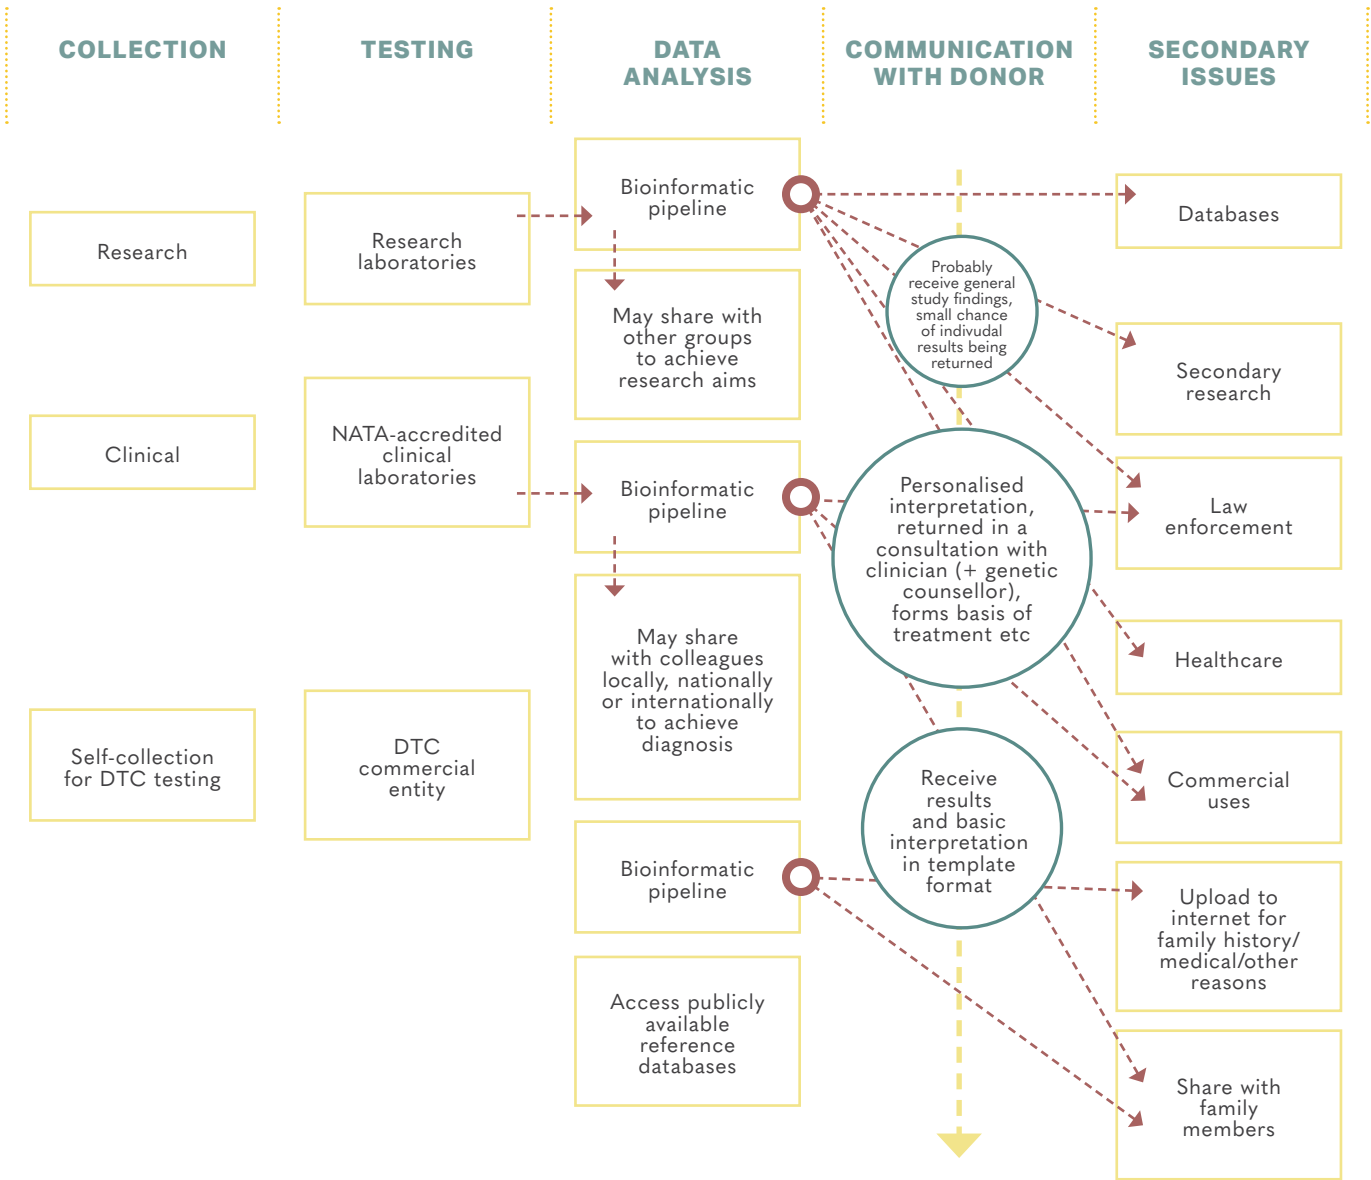 COLLECTION
TESTING
DATA
ANALYSIS
COMMUNICATION
WITH DONOR
SECONDARY
ISSUES
Research
Clinical
Self-collection
for DTC testing
Research
laboratories
NATA-accredited
clinical
laboratories
DTC
commercial
entity
Bioinformatic
pipeline
May share with
other groups
to achieve
research aims
Bioinformatic
pipeline
May share
with colleagues
locally, nationally
or internationally
to achieve
diagnosis
Bioinformatic
pipeline
Access publicly
available
reference
databases
Probably
receive general
study findings,
small chance
of indivudal
results being
returned
Personalised
interpretation,
returned in a
consultation with
clinician (+ genetic
counsellor),
forms basis of
treatment etc
Receive
results
and basic
interpretation
in template
format
Databases
Secondary
research
Law
enforcement
Healthcare
Commercial
uses
Upload to
internet for
family history/
medical/other
reasons
Share with
family
members